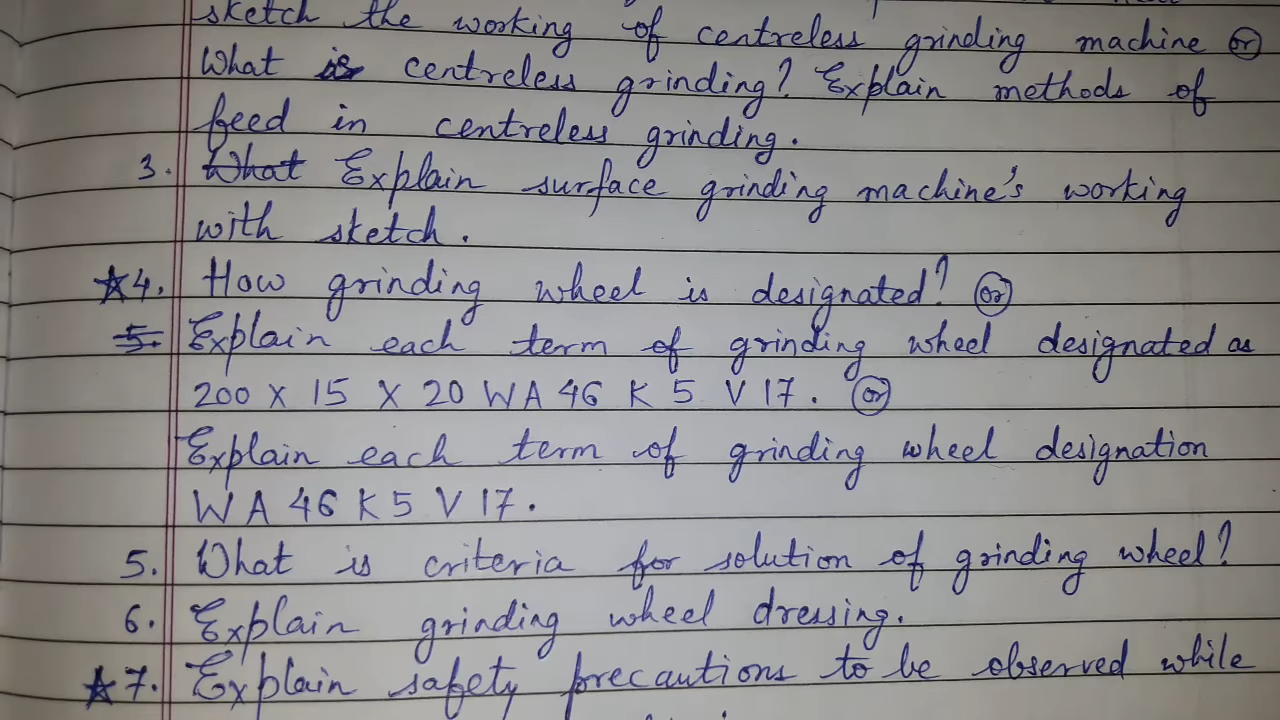 sketch the working of centreless grinding machine or
What is centreless grinding? Explain methods of
feed in centreless grinding.
3. What Explain surface grinding machine's working
with sketch.
★4. How grinding wheel is designated? or
5. Explain each term of grinding wheel designated as
200 X 15 X 20 WA 46 K 5 V 17. or
Explain each term of grinding wheel designation
WA 46 K 5 V 17.
5. What is criteria for solution of grinding wheel?
6. Explain grinding wheel dressing.
★7. Explain safety precautions to be observed while